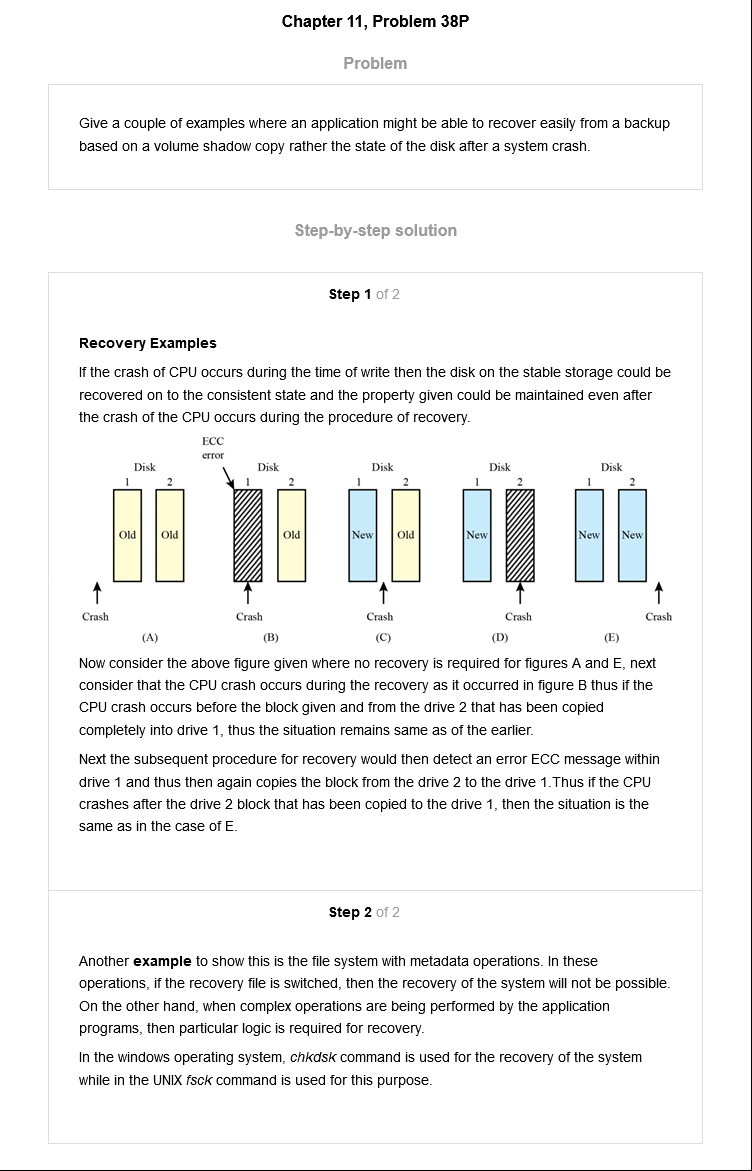 Chapter 11, Problem 38P
Problem
Give a couple of examples where an application might be able to recover easily from a backup
based on a volume shadow copy rather the state of the disk after a system crash.
Step-by-step solution
Step 1 of 2
Recovery Examples
If the crash of CPU occurs during the time of write then the disk on the stable storage could be
recovered on to the consistent state and the property given could be maintained even after
the crash of the CPU occurs during the procedure of recovery.
ECC
error
Disk Disk Disk Disk Disk
1 2 1 2 1 2 1 2 1 2
Old Old Old New Old New New New
Crash Crash Crash Crash Crash
(A) (B) (C) (D) (E)
Now consider the above figure given where no recovery is required for figures A and E, next
consider that the CPU crash occurs during the recovery as it occurred in figure B thus if the
CPU crash occurs before the block given and from the drive 2 that has been copied
completely into drive 1, thus the situation remains same as of the earlier.
Next the subsequent procedure for recovery would then detect an error ECC message within
drive 1 and thus then again copies the block from the drive 2 to the drive 1.Thus if the CPU
crashes after the drive 2 block that has been copied to the drive 1, then the situation is the
same as in the case of E.
Step 2 of 2
Another example to show this is the file system with metadata operations. In these
operations, if the recovery file is switched, then the recovery of the system will not be possible.
On the other hand, when complex operations are being performed by the application
programs, then particular logic is required for recovery.
In the windows operating system, chkdsk command is used for the recovery of the system
while in the UNIX fsck command is used for this purpose.